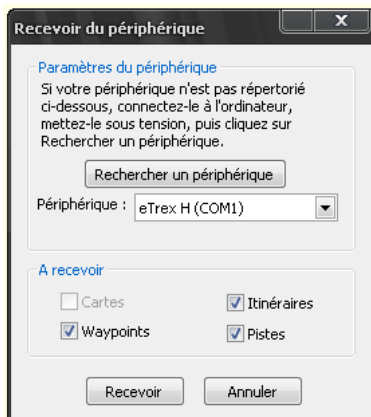 Recevoir du périphérique
Paramètres du périphérique
Si votre périphérique n'est pas répertorié
ci-dessous, connectez-le à l'ordinateur,
mettez-le sous tension, puis cliquez sur
Rechercher un périphérique.
Rechercher un périphérique
Périphérique : eTrex H (COM1)
A recevoir
Cartes Itinéraires
Waypoints Pistes
Recevoir Annuler